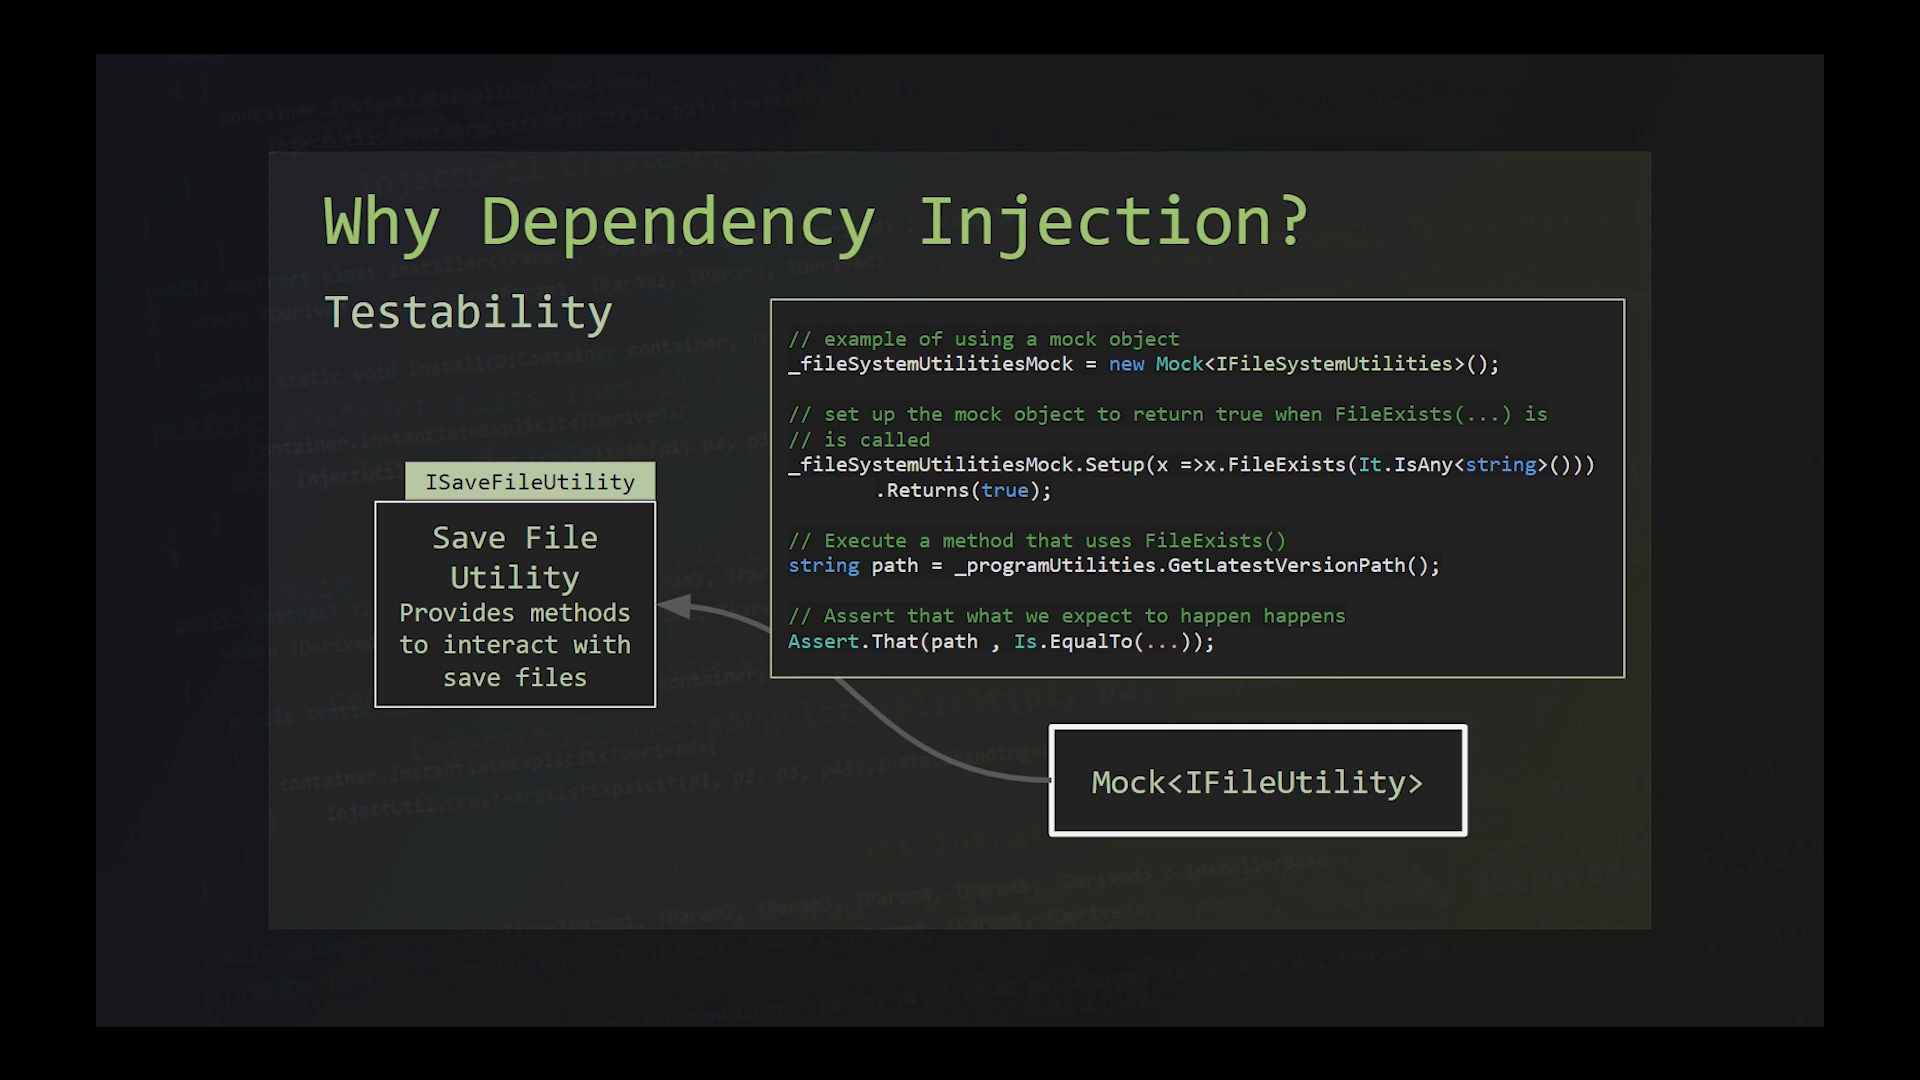 Why Dependency Injection?
Testability
// example of using a mock object
_fileSystemUtilitiesMock = new Mock<IFileSystemUtilities>();
// set up the mock object to return true when FileExists(...) is
// is called
_fileSystemUtilitiesMock.Setup(x =>x.FileExists(It.IsAny<string>()))
.Returns(true);
// Execute a method that uses FileExists()
string path = _programUtilities.GetLatestVersionPath();
// Assert that what we expect to happen happens
Assert.That(path , Is.EqualTo(...));
ISaveFileUtility
Save File
Utility
Provides methods
to interact with
save files
Mock<IFileUtility>